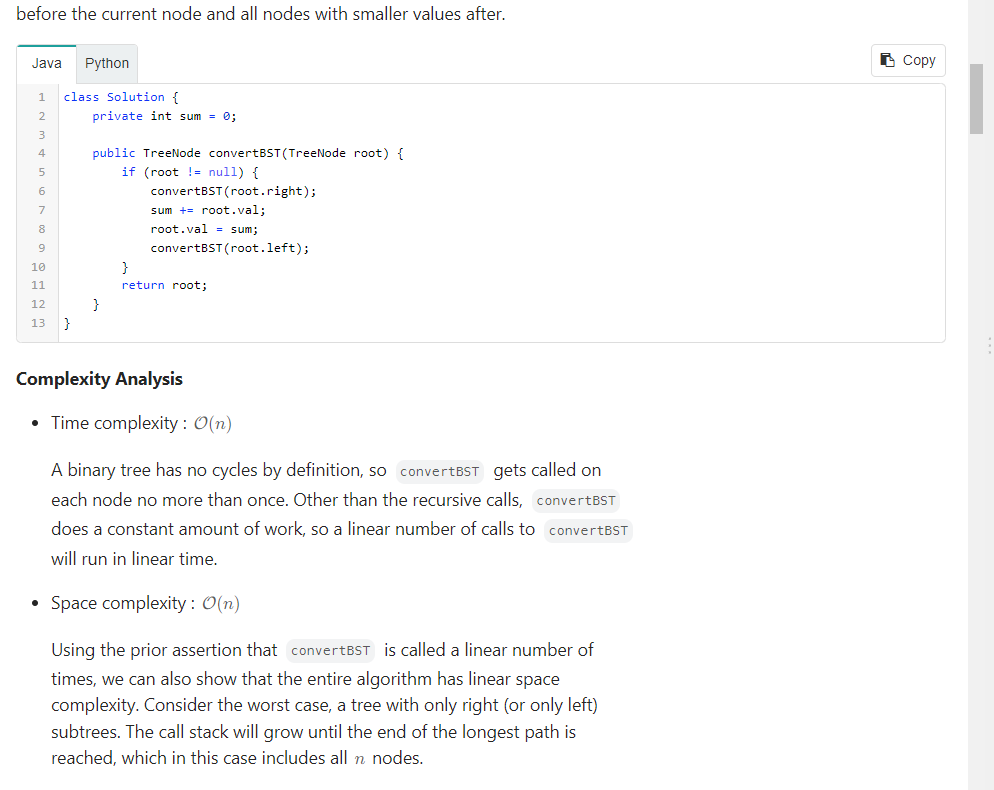 before the current node and all nodes with smaller values after.
Java Python Copy
1 class Solution {
2     private int sum = 0;
3
4     public TreeNode convertBST(TreeNode root) {
5         if (root != null) {
6             convertBST(root.right);
7             sum += root.val;
8             root.val = sum;
9             convertBST(root.left);
10         }
11         return root;
12     }
13 }
Complexity Analysis
• Time complexity : O(n)
A binary tree has no cycles by definition, so convertBST gets called on
each node no more than once. Other than the recursive calls, convertBST
does a constant amount of work, so a linear number of calls to convertBST
will run in linear time.
• Space complexity : O(n)
Using the prior assertion that convertBST is called a linear number of
times, we can also show that the entire algorithm has linear space
complexity. Consider the worst case, a tree with only right (or only left)
subtrees. The call stack will grow until the end of the longest path is
reached, which in this case includes all n nodes.